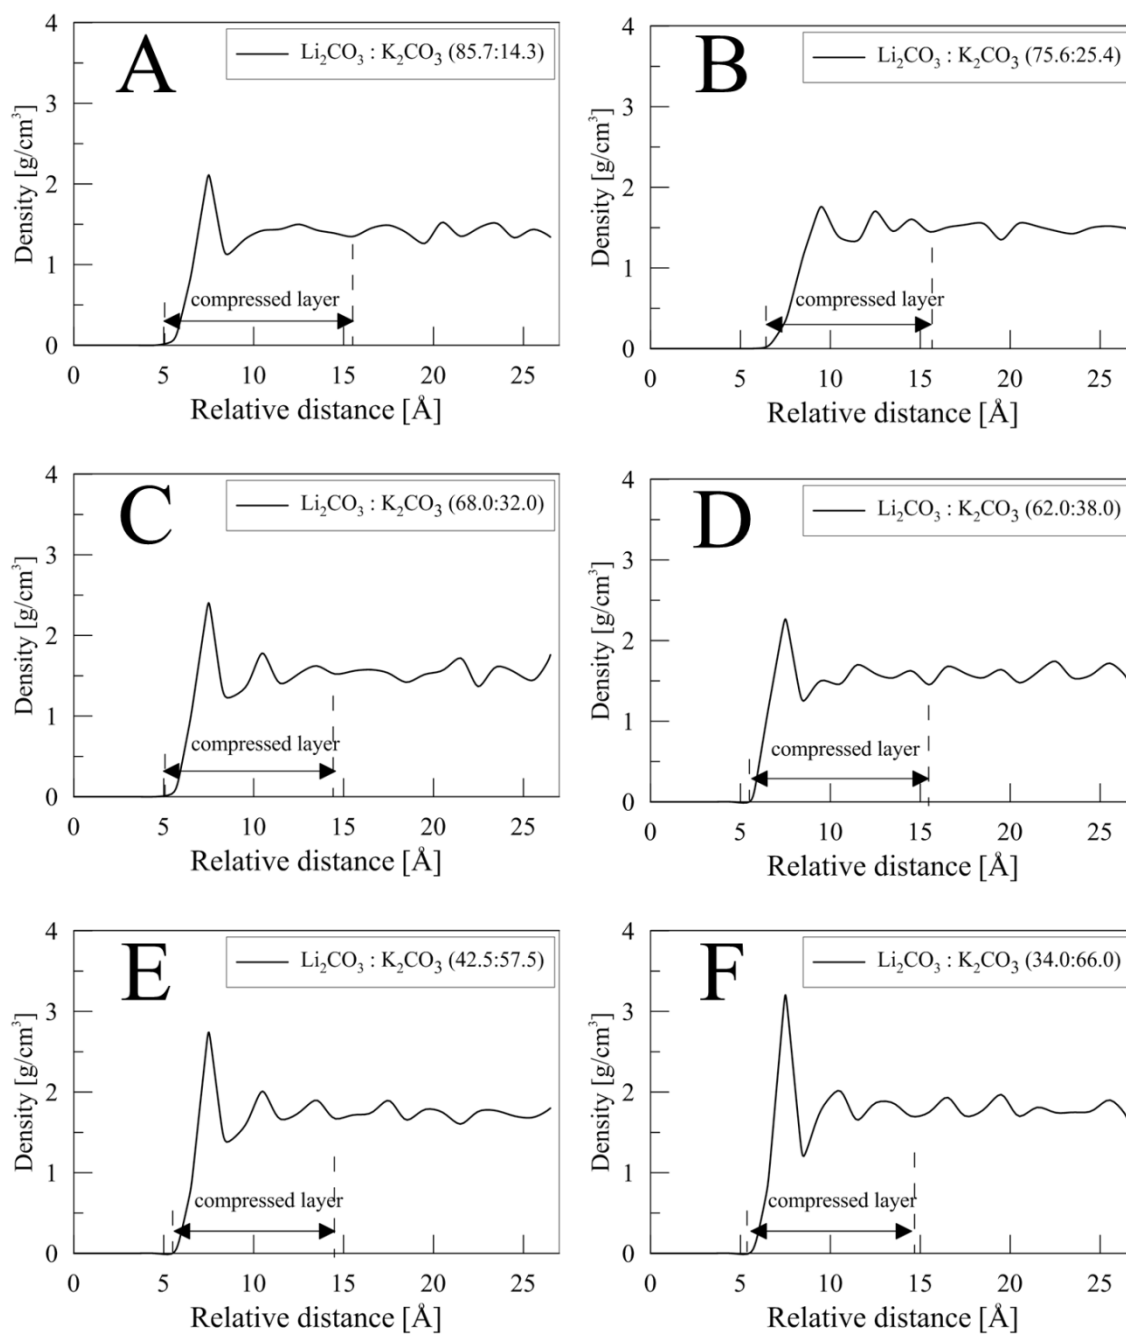 A
Li₂CO₃ : K₂CO₃ (85.7:14.3)
Density [g/cm³]
4
3
2
1
0
compressed layer
0 5 10 15 20 25
Relative distance [Å]
B
Li₂CO₃ : K₂CO₃ (75.6:25.4)
Density [g/cm³]
4
3
2
1
0
compressed layer
0 5 10 15 20 25
Relative distance [Å]
C
Li₂CO₃ : K₂CO₃ (68.0:32.0)
Density [g/cm³]
4
3
2
1
0
compressed layer
0 5 10 15 20 25
Relative distance [Å]
D
Li₂CO₃ : K₂CO₃ (62.0:38.0)
Density [g/cm³]
4
3
2
1
0
compressed layer
0 5 10 15 20 25
Relative distance [Å]
E
Li₂CO₃ : K₂CO₃ (42.5:57.5)
Density [g/cm³]
4
3
2
1
0
compressed layer
0 5 10 15 20 25
Relative distance [Å]
F
Li₂CO₃ : K₂CO₃ (34.0:66.0)
Density [g/cm³]
4
3
2
1
0
compressed layer
0 5 10 15 20 25
Relative distance [Å]